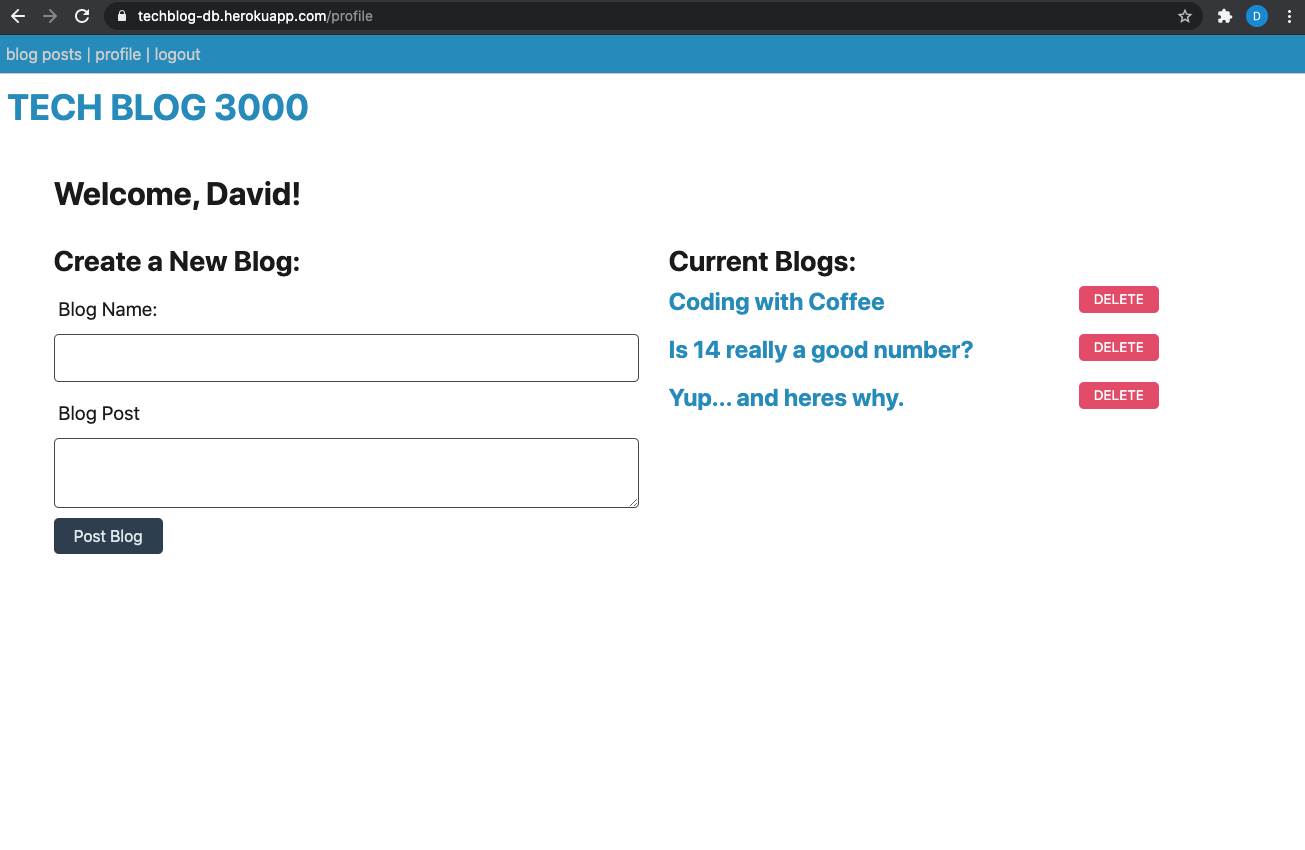 techblog-db.herokuapp.com/profile
D
blog posts | profile | logout
TECH BLOG 3000
Welcome, David!
Create a New Blog:
Blog Name:
Blog Post
Post Blog
Current Blogs:
Coding with Coffee DELETE
Is 14 really a good number? DELETE
Yup... and heres why. DELETE